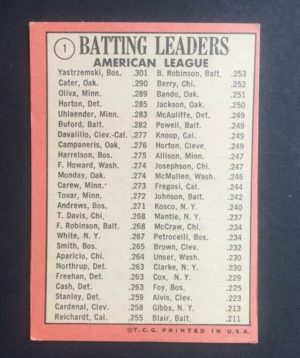 1
BATTING LEADERS
AMERICAN LEAGUE
Yastrzemski, Bos. .301 B. Robinson, Balt. .253
Cater, Oak. .290 Berry, Chi. .252
Oliva, Minn. .289 Bando, Oak. .251
Horton, Det. .285 Jackson, Oak. .250
Uhlaender, Minn. .283 McAuliffe, Det. .249
Buford, Balt. .282 Powell, Balt. .249
Davalillo, Clev.-Cal. .277 Knoop, Cal. .249
Campaneris, Oak. .276 Horton, Cleve. .249
Harrelson, Bos. .275 Allison, Minn. .247
F. Howard, Wash. .274 Josephson, Chi. .247
Monday, Oak. .274 McMullen, Wash. .246
Carew, Minn. .273 Fregosi, Cal. .244
Tovar, Minn. .272 Johnson, Balt. .242
Andrews, Bos. .271 Kosco, N.Y. .240
T. Davis, Chi. .268 Mantle, N.Y. .237
F. Robinson, Balt. .268 McCraw, Chi. .234
White, N.Y. .267 Petrocelli, Bos. .234
Smith, Bos. .265 Brown, Clev. .232
Aparicio, Chi. .264 Unser, Wash. .230
Northrup, Det. .263 Clarke, N.Y. .230
Freehan, Det. .263 Cox, N.Y. .229
Cash, Det. .263 Foy, Bos. .225
Stanley, Det. .259 Alvis, Clev. .223
Cardenal, Clev. .258 Gibbs, N.Y. .213
Reichardt, Cal. .255 Blair, Balt. .211
©T.C.G. PRINTED IN U.S.A.